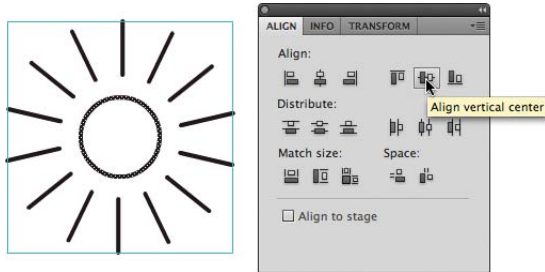 ALIGN INFO TRANSFORM
Align:
Align vertical center
Distribute:
Match size: Space:
Align to stage